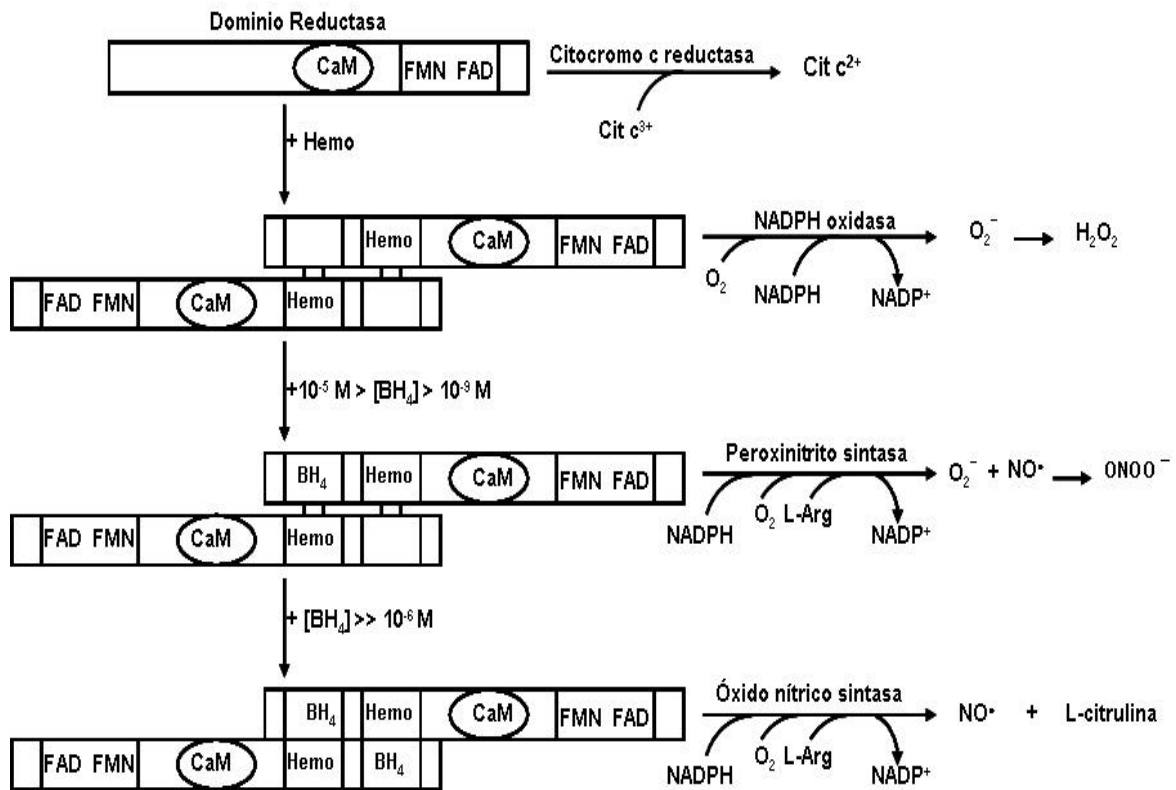 Dominio Reductasa
CaM FMN FAD
Citocromo c reductasa
Cit c²⁺
Cit c³⁺
+ Hemo
Hemo CaM FMN FAD
FAD FMN CaM Hemo
NADPH oxidasa
O₂⁻ H₂O₂
O₂ NADPH NADP⁺
+10⁻⁵ M > [BH₄] > 10⁻⁹ M
BH₄ Hemo CaM FMN FAD
FAD FMN CaM Hemo
Peroxinitrito sintasa
O₂⁻ + NO• ONOO⁻
NADPH O₂ L-Arg NADP⁺
+ [BH₄] >> 10⁻⁶ M
BH₄ Hemo CaM FMN FAD
FAD FMN CaM Hemo BH₄
Óxido nítrico sintasa
NO• + L-citrulina
NADPH O₂ L-Arg NADP⁺